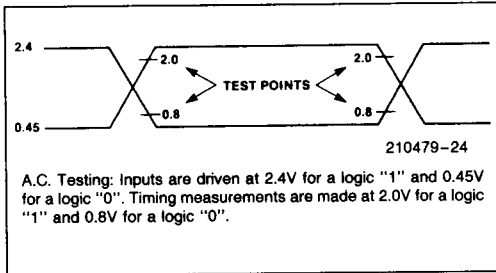 2.4
2.0 TEST POINTS 2.0
0.8 0.8
0.45
210479-24
A.C. Testing: Inputs are driven at 2.4V for a logic "1" and 0.45V
for a logic "0". Timing measurements are made at 2.0V for a logic
"1" and 0.8V for a logic "0".